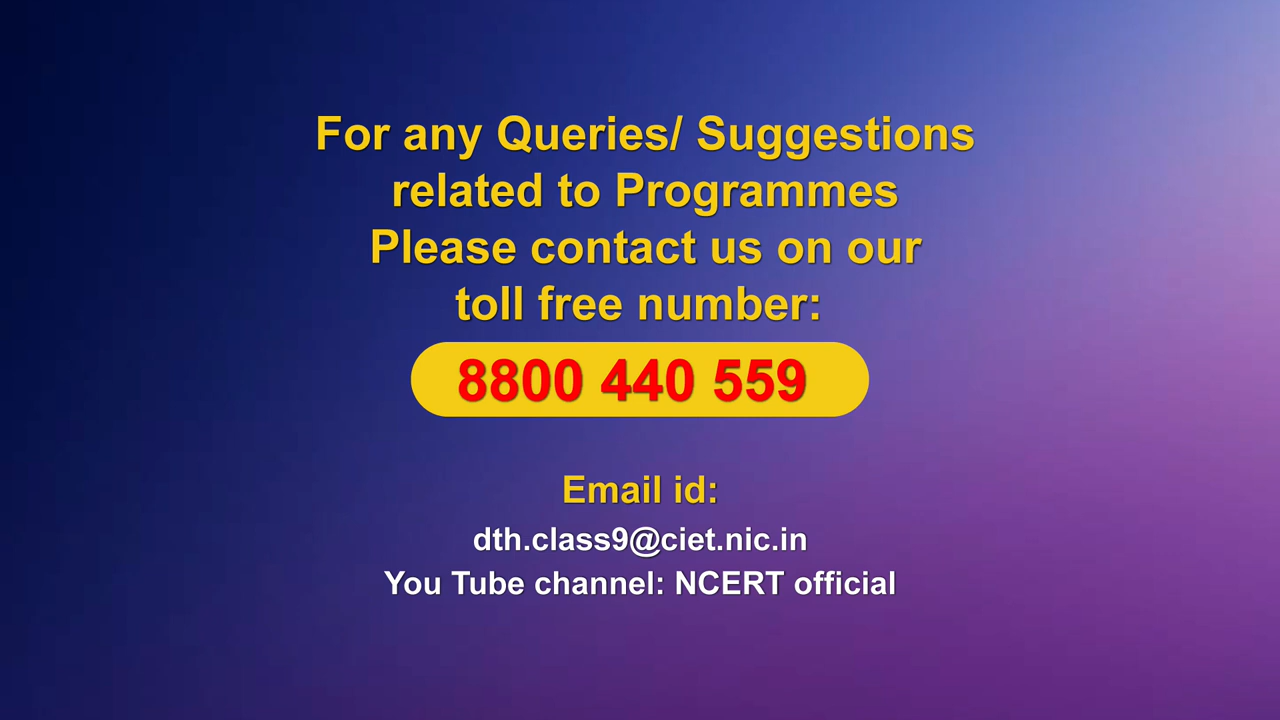 For any Queries/ Suggestions
related to Programmes
Please contact us on our
toll free number:
8800 440 559
Email id:
dth.class9@ciet.nic.in
You Tube channel: NCERT official